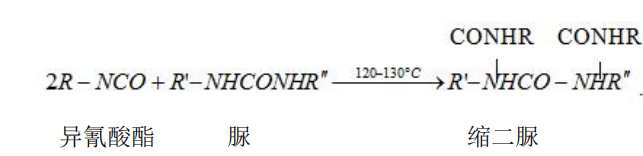 CONHR CONHR
2R – NCO + R'–NHCONHR″ 120–130°C R'–NHCO – NHR″ .
异氰酸酯 脲 缩二脲